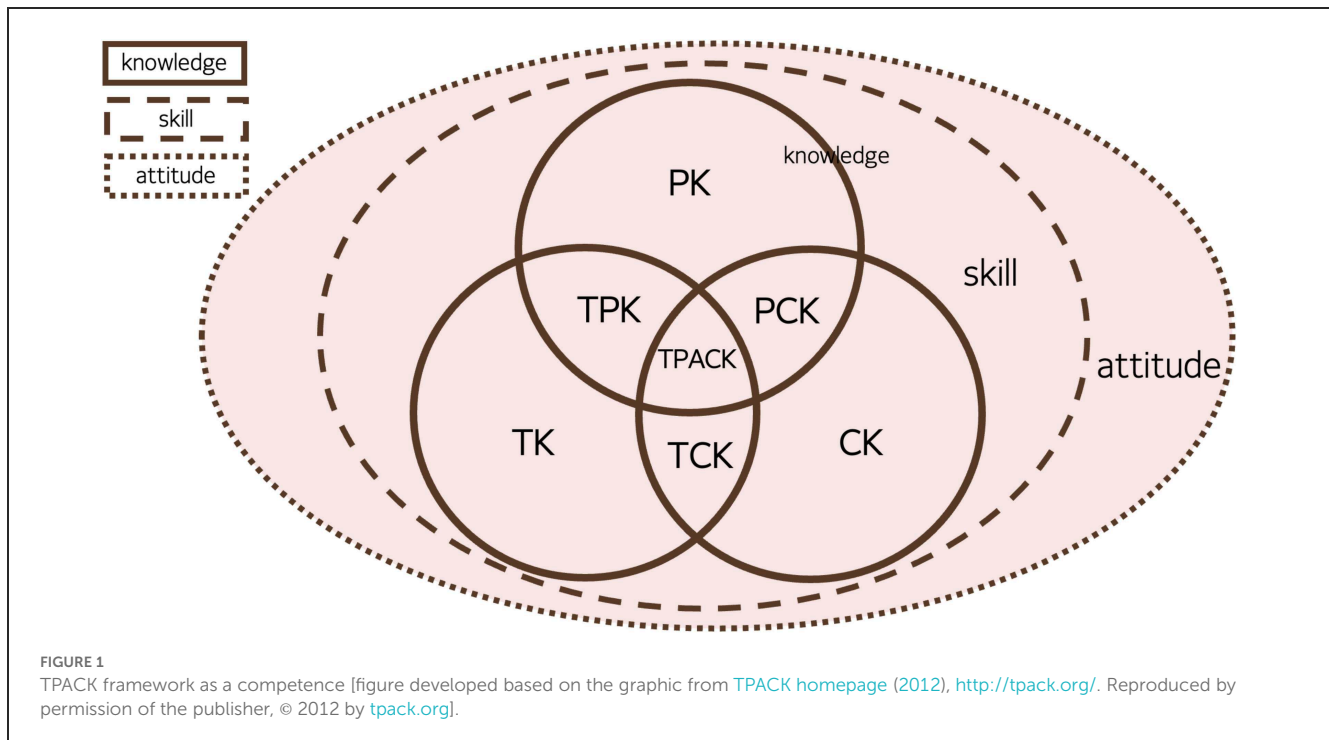 knowledge
skill
attitude
knowledge
PK
skill
TPK
PCK
TPACK
attitude
TK
TCK
CK
FIGURE 1
TPACK framework as a competence [figure developed based on the graphic from TPACK homepage (2012), http://tpack.org/. Reproduced by
permission of the publisher, © 2012 by tpack.org].